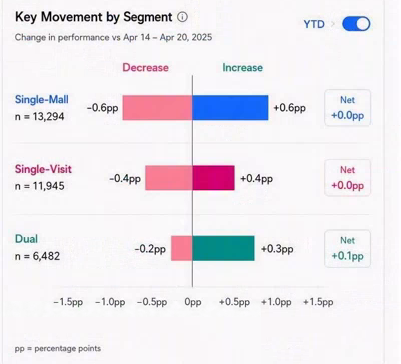 Key Movement by Segment ⓘ
YTD
Change in performance vs Apr 14 – Apr 20, 2025
Decrease Increase
Single-Mall
n = 13,294
−0.6pp
+0.6pp
Net
+0.0pp
Single-Visit
n = 11,945
−0.4pp
+0.4pp
Net
+0.0pp
Dual
n = 6,482
−0.2pp
+0.3pp
Net
+0.1pp
−1.5pp −1.0pp −0.5pp 0pp +0.5pp +1.0pp +1.5pp
pp = percentage points